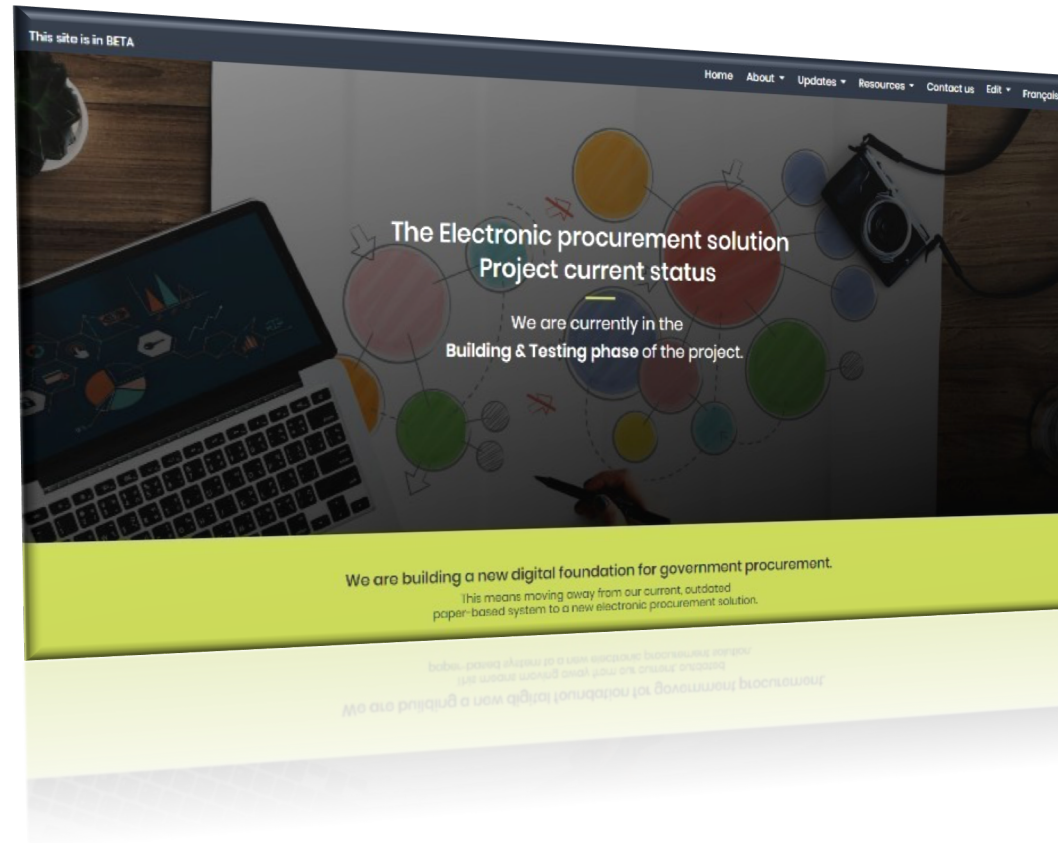 This site is in BETA
Home About Updates Resources Contact us Edit Français
The Electronic procurement solution
Project current status
We are currently in the
Building & Testing phase of the project.
We are building a new digital foundation for government procurement.
This means moving away from our current, outdated
paper-based system to a new electronic procurement solution.